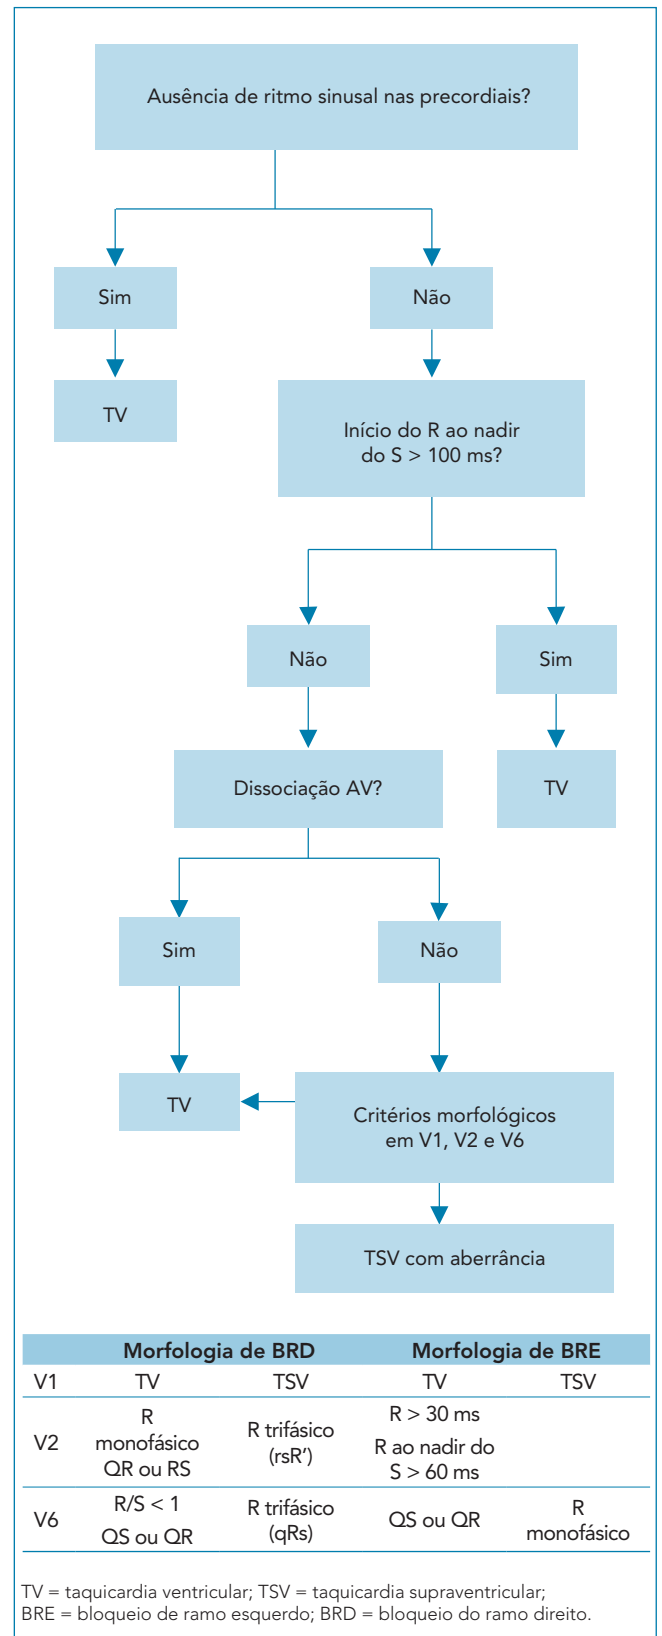 Ausência de ritmo sinusal nas precordiais?
Sim
Não
TV
Início do R ao nadir
do S > 100 ms?
Não
Sim
Dissociação AV?
TV
Sim
Não
TV
Critérios morfológicos
em V1, V2 e V6
TSV com aberrância
Morfologia de BRD Morfologia de BRE
V1 TV TSV TV TSV
V2
R
monofásico
QR ou RS
R trifásico
(rsR’)
R > 30 ms
R ao nadir do
S > 60 ms
V6
R/S < 1
QS ou QR
R trifásico
(qRs)
QS ou QR
R
monofásico
TV = taquicardia ventricular; TSV = taquicardia supraventricular;
BRE = bloqueio de ramo esquerdo; BRD = bloqueio do ramo direito.